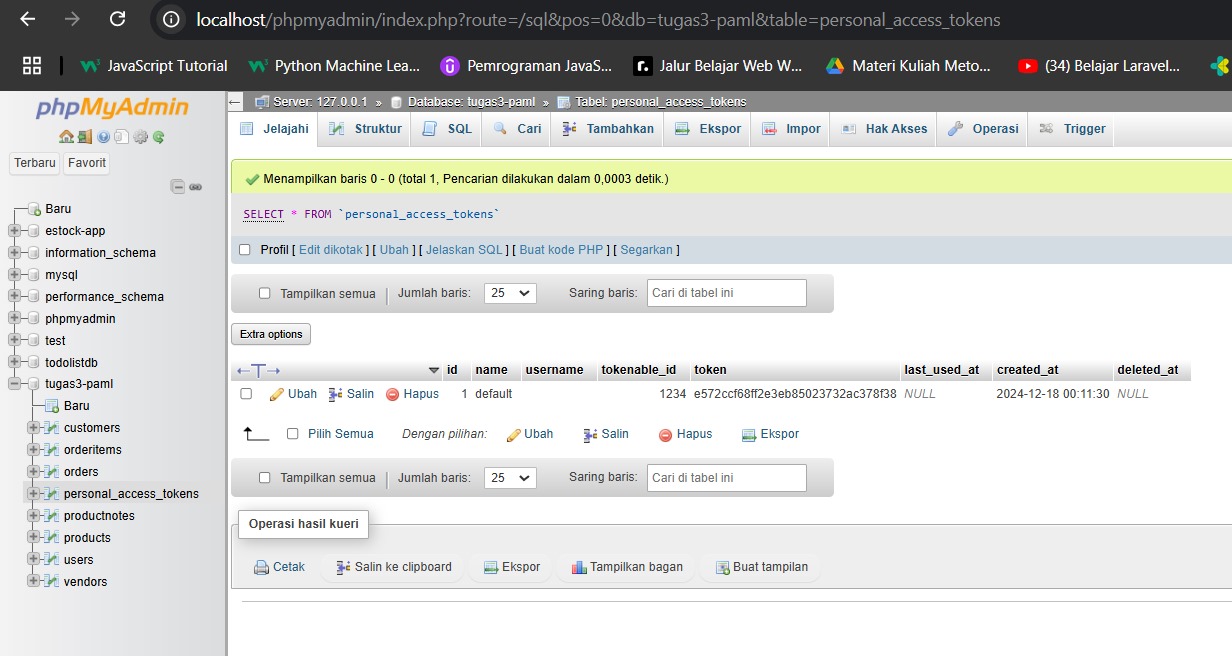 localhost/phpmyadmin/index.php?route=/sql&pos=0&db=tugas3-paml&table=personal_access_tokens
JavaScript Tutorial
Python Machine Lea...
Pemrograman JavaS...
Jalur Belajar Web W...
Materi Kuliah Meto...
(34) Belajar Laravel...
phpMyAdmin
Terbaru Favorit
Baru
estock-app
information_schema
mysql
performance_schema
phpmyadmin
test
todolistdb
tugas3-paml
Baru
customers
orderitems
orders
personal_access_tokens
productnotes
products
users
vendors
Server: 127.0.0.1 » Database: tugas3-paml » Tabel: personal_access_tokens
Jelajahi Struktur SQL Cari Tambahkan Ekspor Impor Hak Akses Operasi Trigger
Menampilkan baris 0 - 0 (total 1, Pencarian dilakukan dalam 0,0003 detik.)
SELECT * FROM `personal_access_tokens`
Profil [ Edit dikotak ] [ Ubah ] [ Jelaskan SQL ] [ Buat kode PHP ] [ Segarkan ]
Tampilkan semua | Jumlah baris: 25 Saring baris: Cari di tabel ini
Extra options
←T→ id name username tokenable_id token last_used_at created_at deleted_at
Ubah Salin Hapus 1 default 1234 e572ccf68ff2e3eb85023732ac378f38 NULL 2024-12-18 00:11:30 NULL
Pilih Semua Dengan pilihan: Ubah Salin Hapus Ekspor
Tampilkan semua | Jumlah baris: 25 Saring baris: Cari di tabel ini
Operasi hasil kueri
Cetak Salin ke clipboard Ekspor Tampilkan bagan Buat tampilan